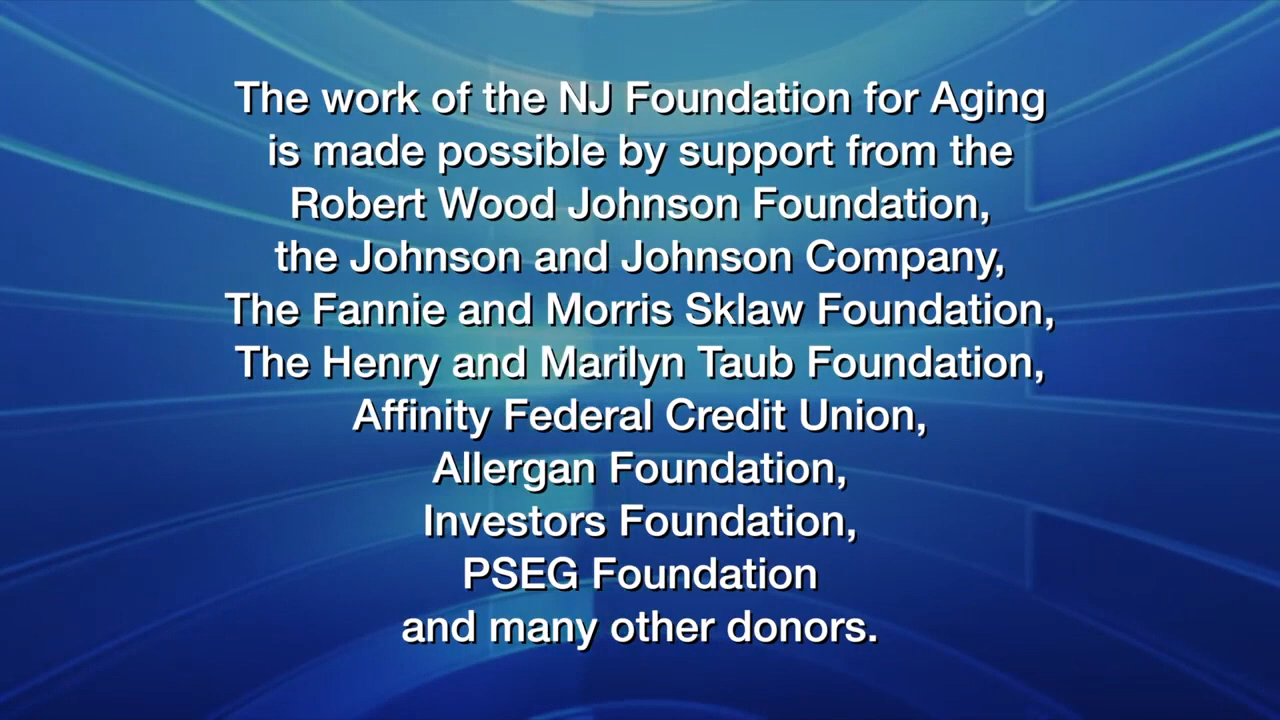 The work of the NJ Foundation for Aging
is made possible by support from the
Robert Wood Johnson Foundation,
the Johnson and Johnson Company,
The Fannie and Morris Sklaw Foundation,
The Henry and Marilyn Taub Foundation,
Affinity Federal Credit Union,
Allergan Foundation,
Investors Foundation,
PSEG Foundation
and many other donors.